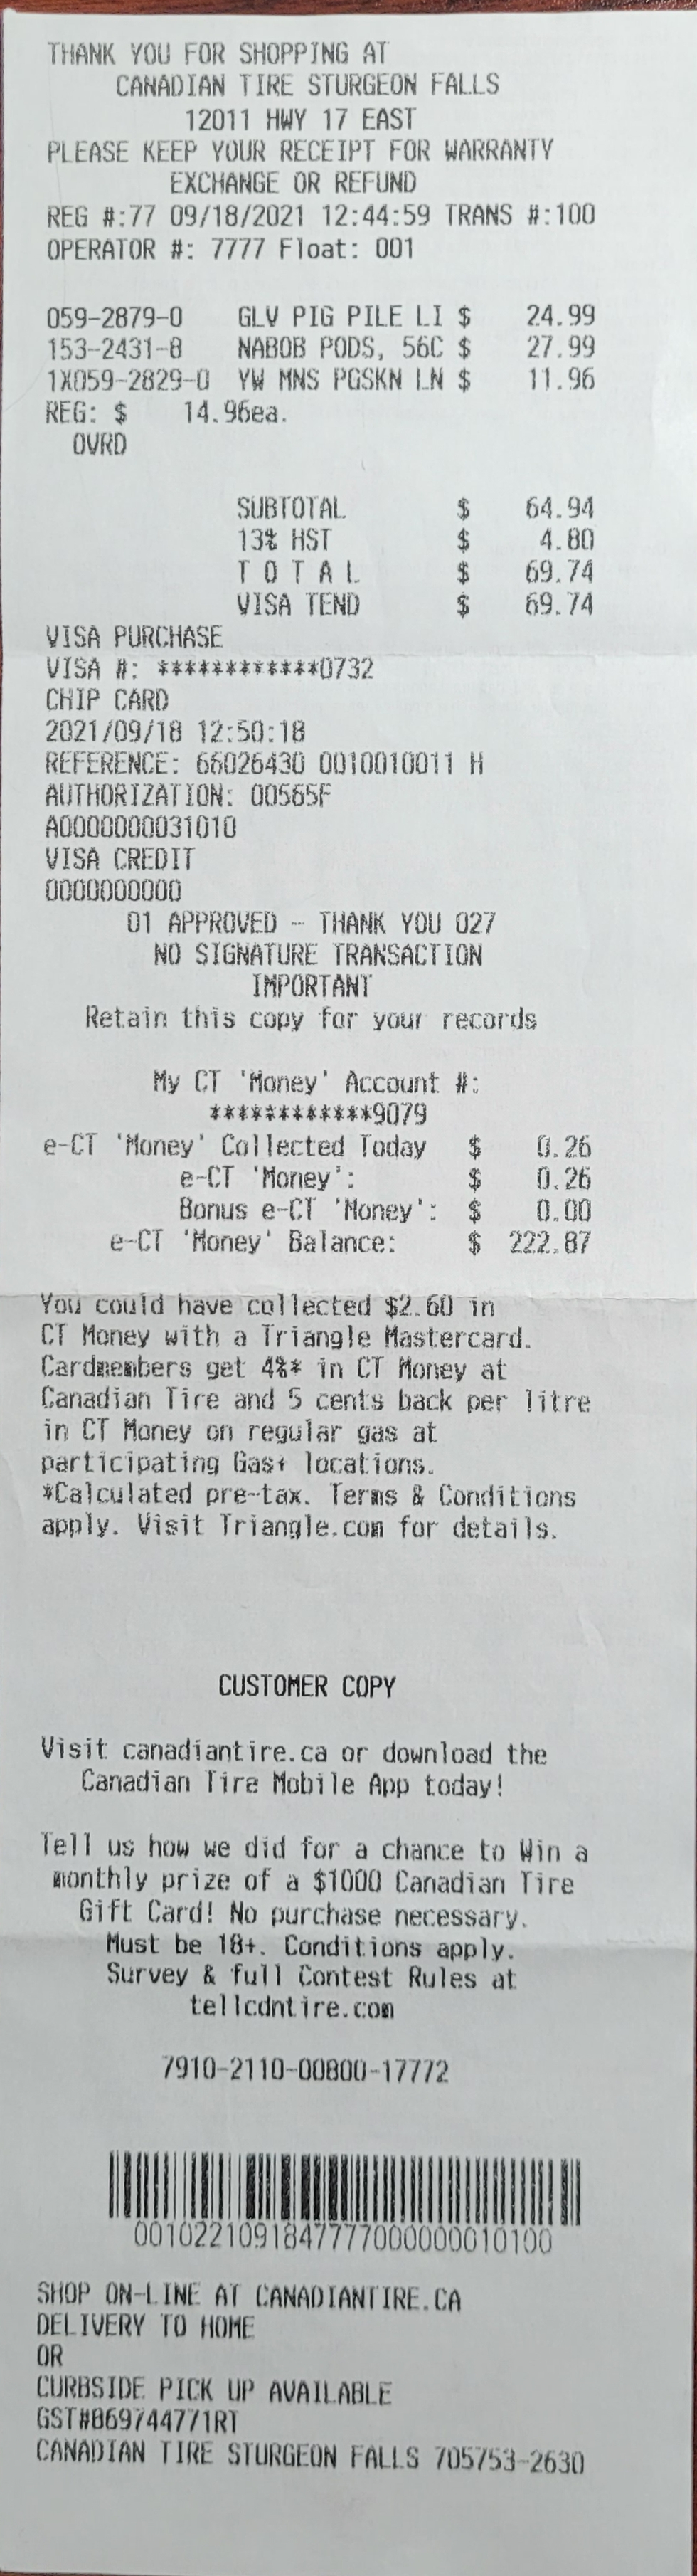 THANK YOU FOR SHOPPING AT
CANADIAN TIRE STURGEON FALLS
12011 HWY 17 EAST
PLEASE KEEP YOUR RECEIPT FOR WARRANTY
EXCHANGE OR REFUND
REG #:77 09/18/2021 12:44:59 TRANS #:100
OPERATOR #: 7777 Float: 001
059-2879-0 GLV PIG PILE LI $ 24.99
153-2431-8 NABOB PODS, 56C $ 27.99
1X059-2829-0 YW MNS PGSKN LN $ 11.96
REG: $ 14.96ea.
OVRD
SUBTOTAL $ 64.94
13% HST $ 4.80
T O T A L $ 69.74
VISA TEND $ 69.74
VISA PURCHASE
VISA #: ************0732
CHIP CARD
2021/09/18 12:50:18
REFERENCE: 66026430 0010010011 H
AUTHORIZATION: 00565F
A0000000031010
VISA CREDIT
0000000000
01 APPROVED - THANK YOU 027
NO SIGNATURE TRANSACTION
IMPORTANT
Retain this copy for your records
My CT 'Money' Account #:
************9079
e-CT 'Money' Collected Today $ 0.26
e-CT 'Money': $ 0.26
Bonus e-CT 'Money': $ 0.00
e-CT 'Money' Balance: $ 222.87
You could have collected $2.60 in
CT Money with a Triangle Mastercard.
Cardmembers get 4%* in CT Money at
Canadian Tire and 5 cents back per litre
in CT Money on regular gas at
participating Gas+ locations.
*Calculated pre-tax. Terms & Conditions
apply. Visit Triangle.com for details.
CUSTOMER COPY
Visit canadiantire.ca or download the
Canadian Tire Mobile App today!
Tell us how we did for a chance to Win a
monthly prize of a $1000 Canadian Tire
Gift Card! No purchase necessary.
Must be 18+. Conditions apply.
Survey & full Contest Rules at
tellcdntire.com
7910-2110-00800-17772
0010221091847777000000010100
SHOP ON-LINE AT CANADIANTIRE.CA
DELIVERY TO HOME
OR
CURBSIDE PICK UP AVAILABLE
GST#869744771RT
CANADIAN TIRE STURGEON FALLS 705753-2630